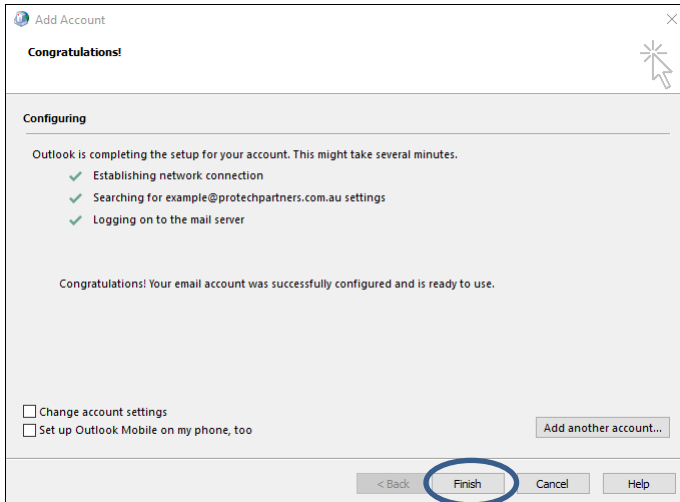 Add Account
Congratulations!
Configuring
Outlook is completing the setup for your account. This might take several minutes.
Establishing network connection
Searching for example@protechpartners.com.au settings
Logging on to the mail server
Congratulations! Your email account was successfully configured and is ready to use.
Change account settings
Set up Outlook Mobile on my phone, too
Add another account...
< Back Finish Cancel Help